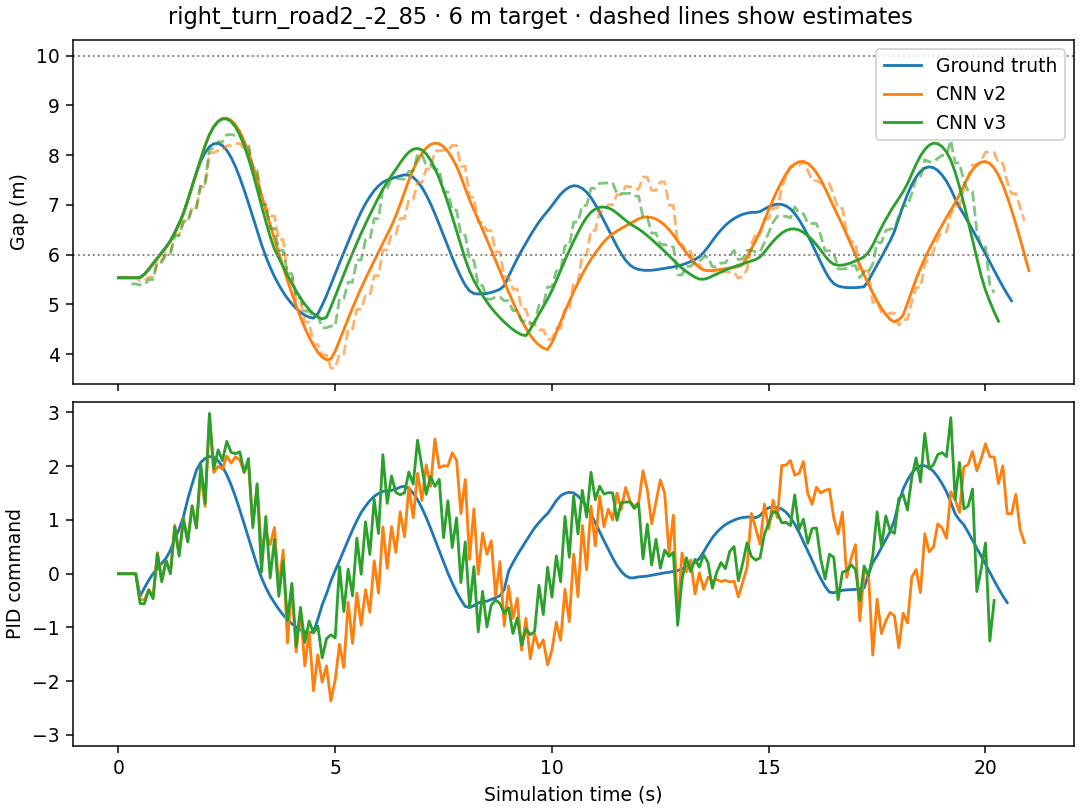 right_turn_road2_-2_85 · 6 m target · dashed lines show estimates
Gap (m)
10
9
8
7
6
5
4
Ground truth
CNN v2
CNN v3
PID command
3
2
1
0
−1
−2
−3
0
5
10
15
20
Simulation time (s)